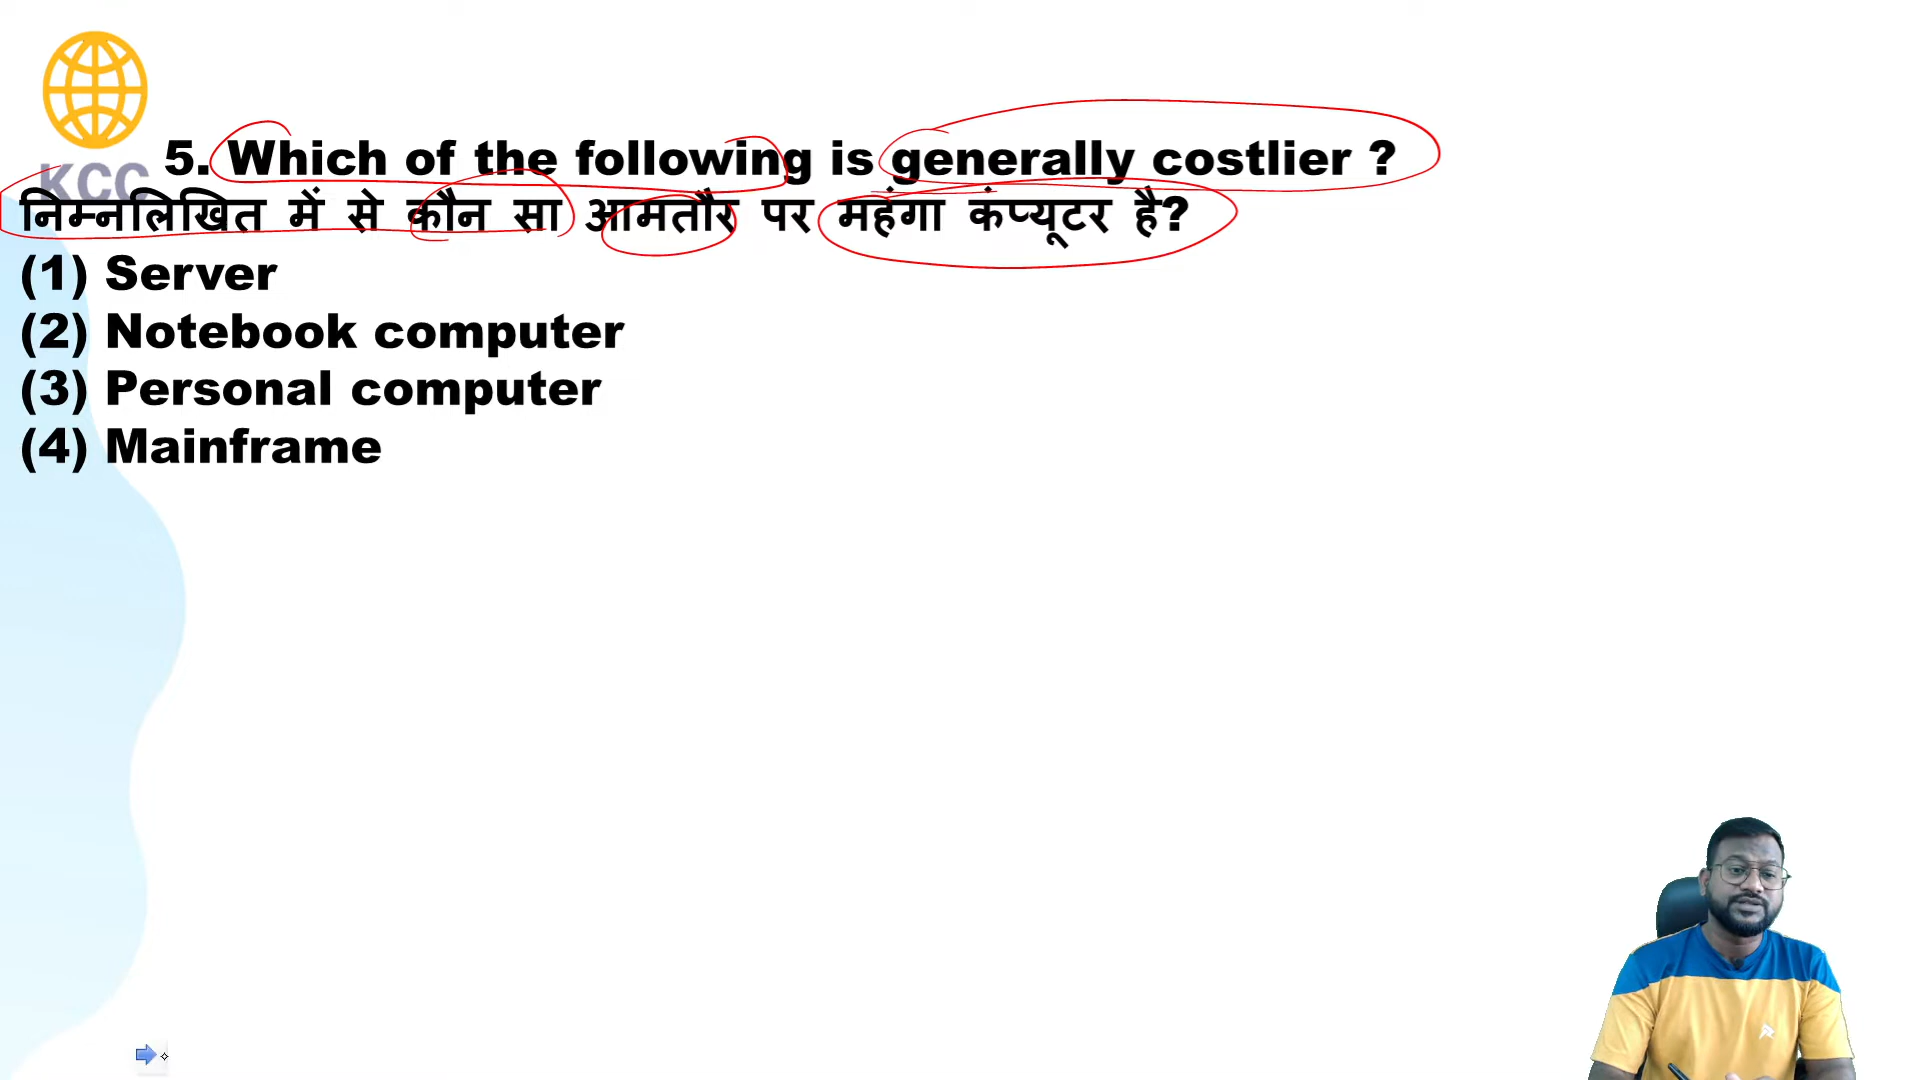 KCC
5. Which of the following is generally costlier ?
निम्नलिखित में से कौन सा आमतौर पर महंगा कंप्यूटर है?
(1) Server
(2) Notebook computer
(3) Personal computer
(4) Mainframe